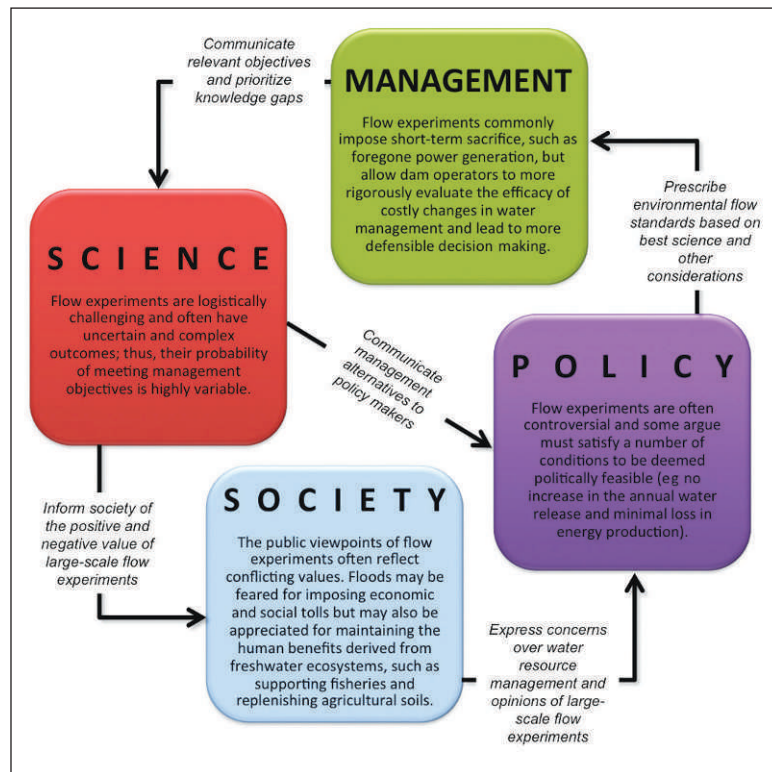 Communicate
relevant objectives
and prioritize
knowledge gaps
MANAGEMENT
Flow experiments commonly
impose short-term sacrifice, such as
foregone power generation, but
allow dam operators to more
rigorously evaluate the efficacy of
costly changes in water
management and lead to more
defensible decision making.
Prescribe
environmental flow
standards based on
best science and
other
considerations
SCIENCE
Flow experiments are logistically
challenging and often have
uncertain and complex
outcomes; thus, their probability
of meeting management
objectives is highly variable.
Communicate
management
alternatives to
policy makers
POLICY
Flow experiments are often
controversial and some argue
must satisfy a number of
conditions to be deemed
politically feasible (eg no
increase in the annual water
release and minimal loss in
energy production).
Inform society of
the positive and
negative value of
large-scale flow
experiments
SOCIETY
The public viewpoints of flow
experiments often reflect
conflicting values. Floods may be
feared for imposing economic
and social tolls but may also be
appreciated for maintaining the
human benefits derived from
freshwater ecosystems, such as
supporting fisheries and
replenishing agricultural soils.
Express concerns
over water
resource
management and
opinions of large-
scale flow
experiments